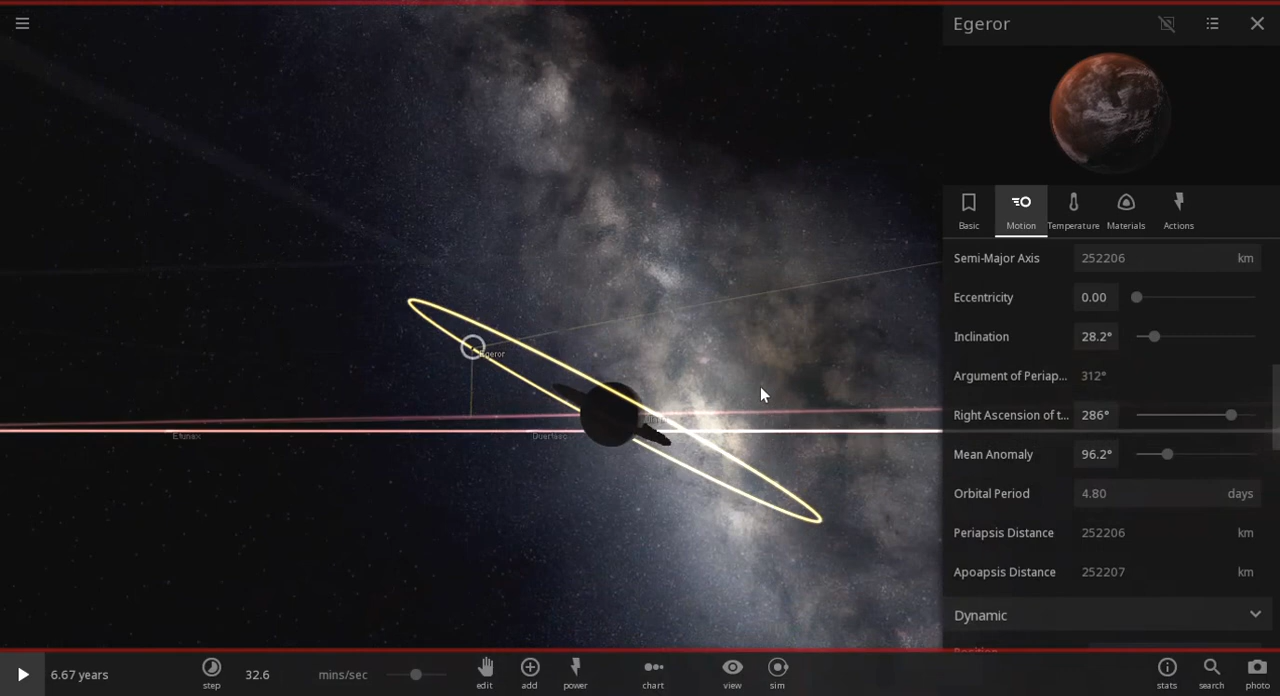 Egeror
Basic
Motion
Temperature
Materials
Actions
Semi-Major Axis 252206 km
Eccentricity 0.00
Inclination 28.2°
Argument of Periap... 312°
Right Ascension of t... 286°
Mean Anomaly 96.2°
Orbital Period 4.80 days
Periapsis Distance 252206 km
Apoapsis Distance 252207 km
Dynamic
Position
Egeror
6.67 years
step
32.6 mins/sec
edit
add
power
chart
view
sim
stats
search
photo